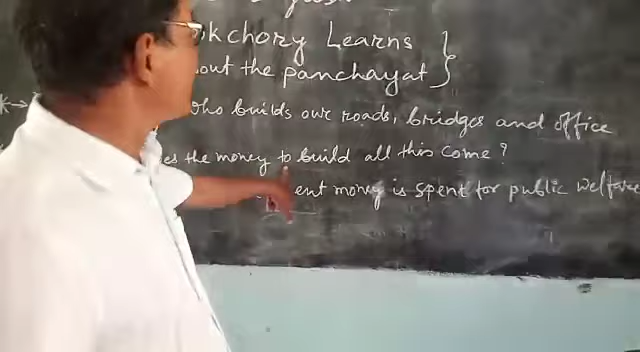 kchory Learns
out the panchayat
who builds our roads, bridges and office
es the money to build all this come ?
ent money is spent for public welfare